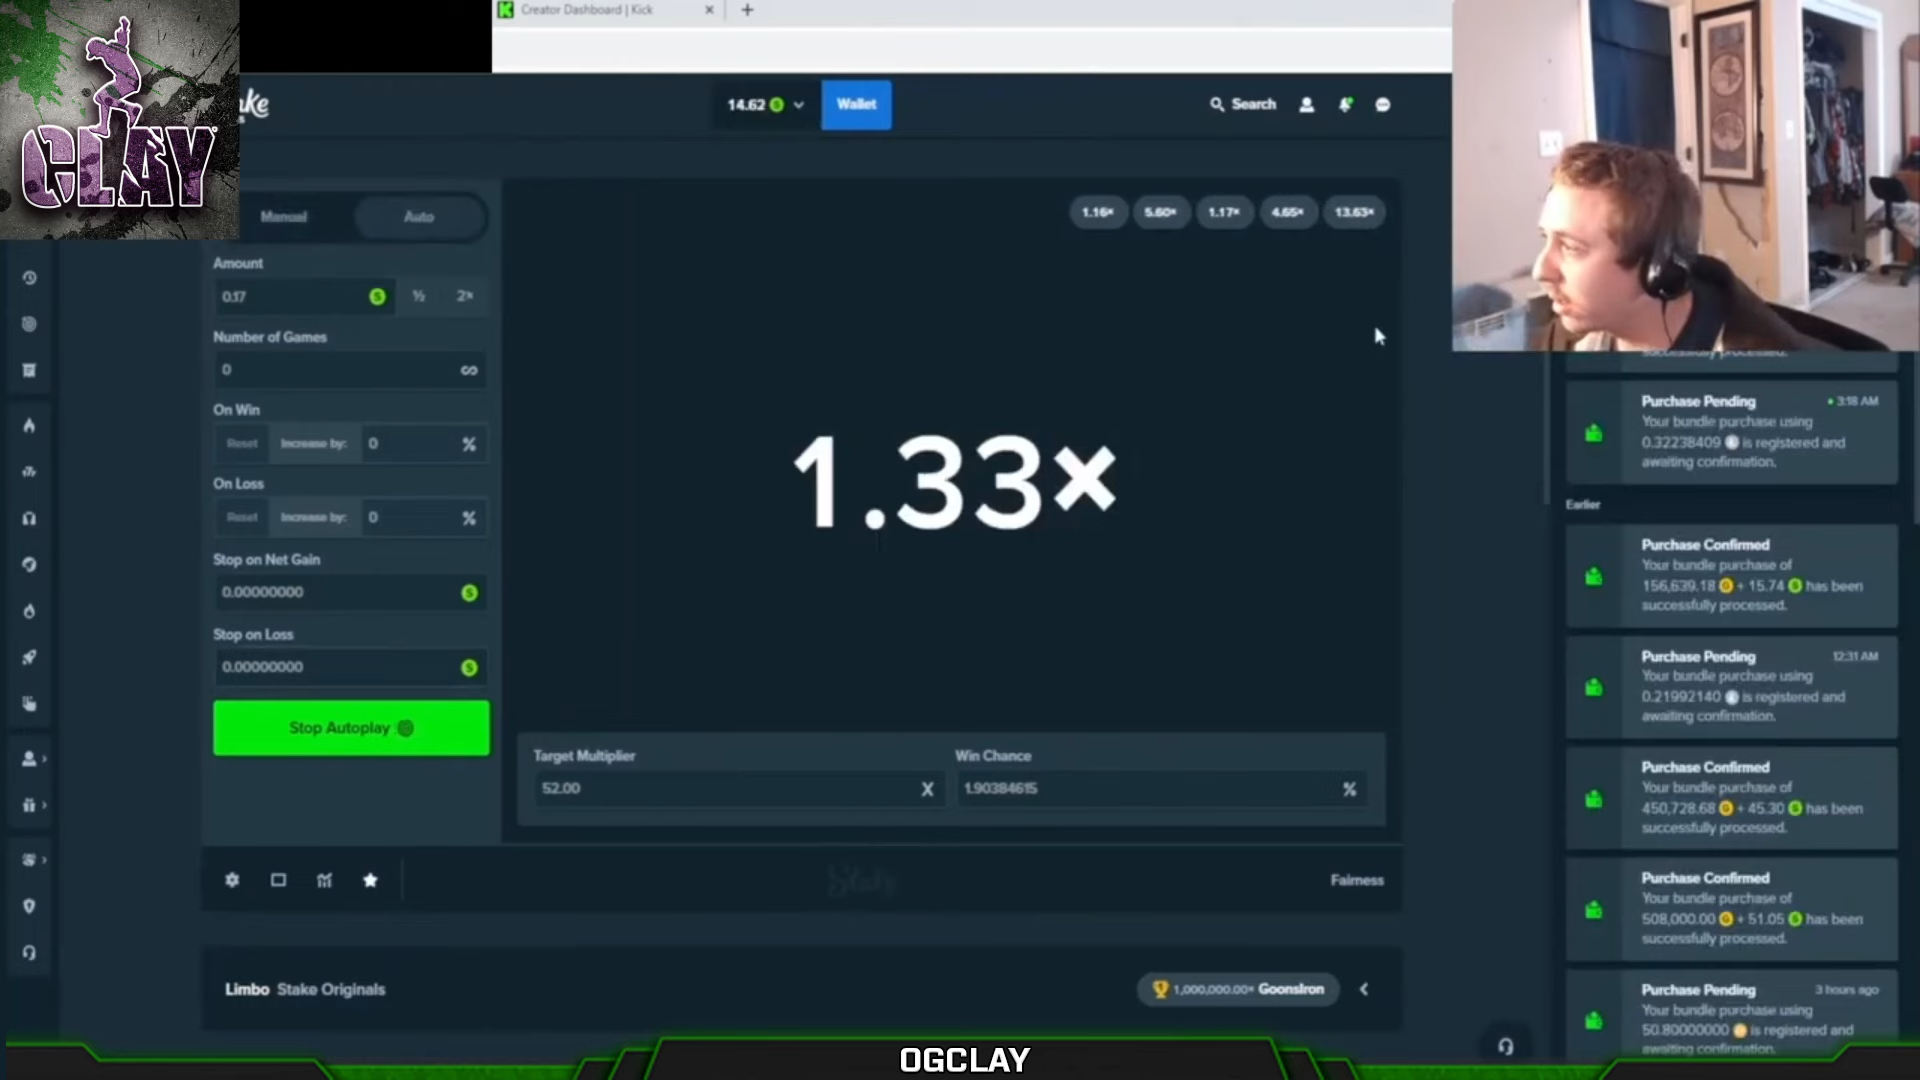 Creator Dashboard | Kick
CLAY
ke
14.62
Wallet
Search
Manual
Auto
1.16×
5.60×
1.17×
4.65×
13.63×
Amount
0.17
½
2×
Number of Games
0
∞
On Win
Reset
Increase by:
0
%
On Loss
Reset
Increase by:
0
%
Stop on Net Gain
0.00000000
Stop on Loss
0.00000000
Stop Autoplay
1.33×
Target Multiplier
52.00
X
Win Chance
1.90384615
%
Stake
Fairness
Limbo Stake Originals
1,000,000.00× GoonsIron
successfully processed.
Purchase Pending
3:18 AM
Your bundle purchase using
0.32238409 is registered and
awaiting confirmation.
Earlier
Purchase Confirmed
Your bundle purchase of
156,639.18 + 15.74 has been
successfully processed.
Purchase Pending
12:31 AM
Your bundle purchase using
0.21992140 is registered and
awaiting confirmation.
Purchase Confirmed
Your bundle purchase of
450,728.68 + 45.30 has been
successfully processed.
Purchase Confirmed
Your bundle purchase of
508,000.00 + 51.05 has been
successfully processed.
Purchase Pending
3 hours ago
Your bundle purchase using
50.80000000 is registered and
awaiting confirmation.
OGCLAY